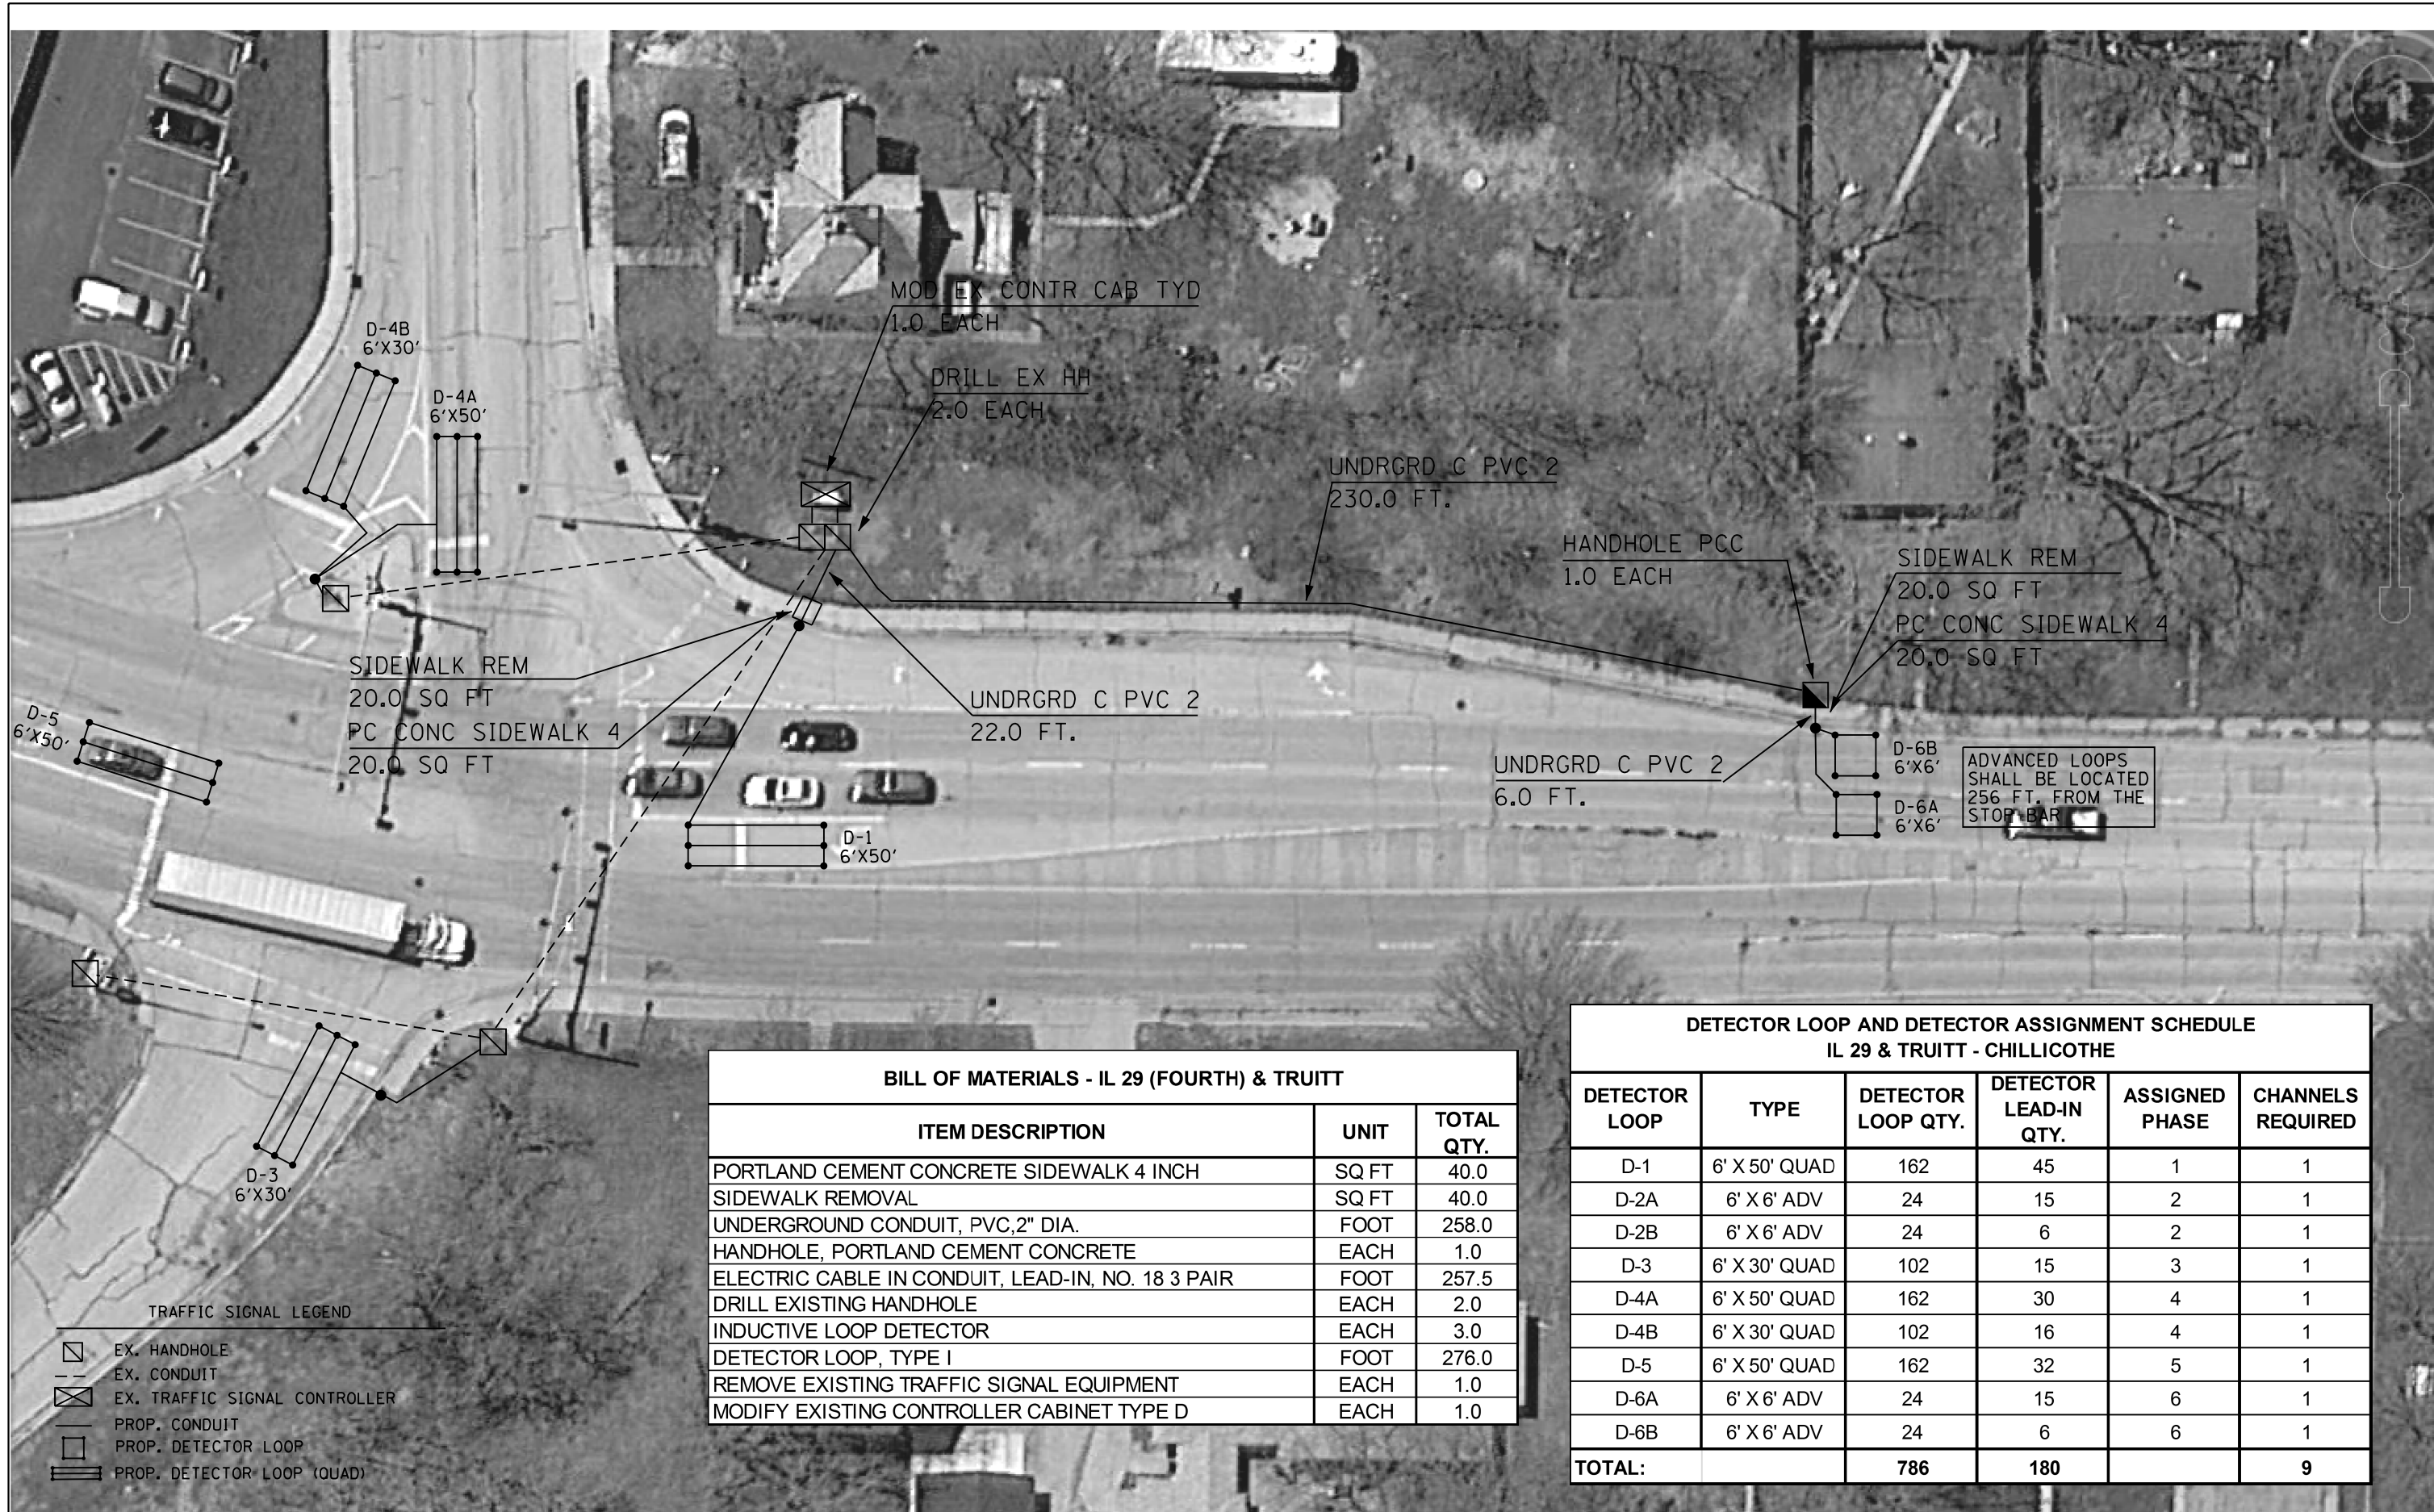 MOD EX CONTR CAB TYD
1.0 EACH
D-4B
6'X30'
DRILL EX HH
2.0 EACH
D-4A
6'X50'
UNDRGRD C PVC 2
230.0 FT.
HANDHOLE PCC
1.0 EACH
SIDEWALK REM
20.0 SQ FT
PC CONC SIDEWALK 4
20.0 SQ FT
SIDEWALK REM
20.0 SQ FT
PC CONC SIDEWALK 4
20.0 SQ FT
UNDRGRD C PVC 2
22.0 FT.
D-5
6'X50'
UNDRGRD C PVC 2
6.0 FT.
D-6B
6'X6'
D-6A
6'X6'
ADVANCED LOOPS
SHALL BE LOCATED
256 FT. FROM THE
STOP BAR
D-1
6'X50'
D-3
6'X30'
TRAFFIC SIGNAL LEGEND
EX. HANDHOLE
EX. CONDUIT
EX. TRAFFIC SIGNAL CONTROLLER
PROP. CONDUIT
PROP. DETECTOR LOOP
PROP. DETECTOR LOOP (QUAD)
BILL OF MATERIALS - IL 29 (FOURTH) & TRUITT
ITEM DESCRIPTION UNIT TOTAL QTY.
PORTLAND CEMENT CONCRETE SIDEWALK 4 INCH SQ FT 40.0
SIDEWALK REMOVAL SQ FT 40.0
UNDERGROUND CONDUIT, PVC,2" DIA. FOOT 258.0
HANDHOLE, PORTLAND CEMENT CONCRETE EACH 1.0
ELECTRIC CABLE IN CONDUIT, LEAD-IN, NO. 18 3 PAIR FOOT 257.5
DRILL EXISTING HANDHOLE EACH 2.0
INDUCTIVE LOOP DETECTOR EACH 3.0
DETECTOR LOOP, TYPE I FOOT 276.0
REMOVE EXISTING TRAFFIC SIGNAL EQUIPMENT EACH 1.0
MODIFY EXISTING CONTROLLER CABINET TYPE D EACH 1.0
DETECTOR LOOP AND DETECTOR ASSIGNMENT SCHEDULE
IL 29 & TRUITT - CHILLICOTHE
DETECTOR LOOP TYPE DETECTOR LOOP QTY. DETECTOR LEAD-IN QTY. ASSIGNED PHASE CHANNELS REQUIRED
D-1 6' X 50' QUAD 162 45 1 1
D-2A 6' X 6' ADV 24 15 2 1
D-2B 6' X 6' ADV 24 6 2 1
D-3 6' X 30' QUAD 102 15 3 1
D-4A 6' X 50' QUAD 162 30 4 1
D-4B 6' X 30' QUAD 102 16 4 1
D-5 6' X 50' QUAD 162 32 5 1
D-6A 6' X 6' ADV 24 15 6 1
D-6B 6' X 6' ADV 24 6 6 1
TOTAL: 786 180 9